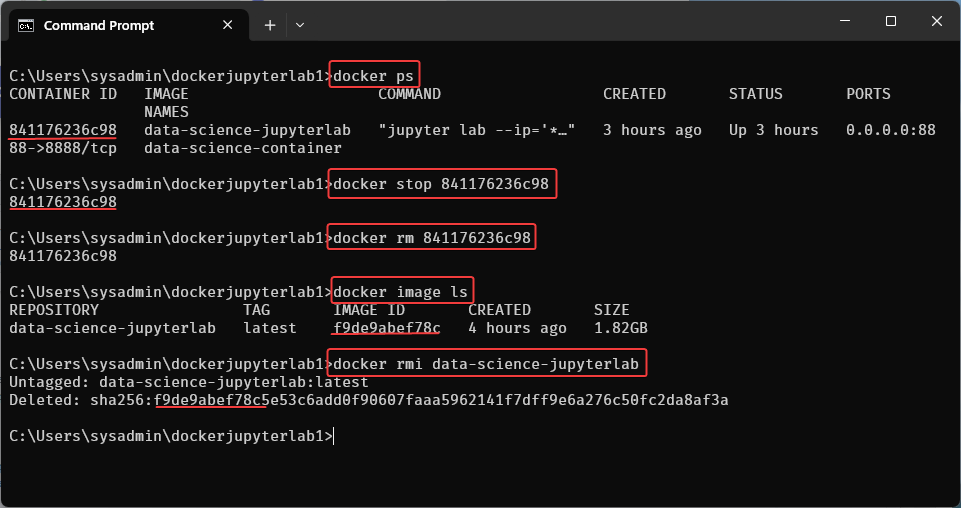 Command Prompt
C:\Users\sysadmin\dockerjupyterlab1>docker ps
CONTAINER ID   IMAGE                     COMMAND                  CREATED       STATUS       PORTS
               NAMES
841176236c98   data-science-jupyterlab   "jupyter lab --ip='*…"   3 hours ago   Up 3 hours   0.0.0.0:88
88->8888/tcp   data-science-container
C:\Users\sysadmin\dockerjupyterlab1>docker stop 841176236c98
841176236c98
C:\Users\sysadmin\dockerjupyterlab1>docker rm 841176236c98
841176236c98
C:\Users\sysadmin\dockerjupyterlab1>docker image ls
REPOSITORY                TAG       IMAGE ID       CREATED       SIZE
data-science-jupyterlab   latest    f9de9abef78c   4 hours ago   1.82GB
C:\Users\sysadmin\dockerjupyterlab1>docker rmi data-science-jupyterlab
Untagged: data-science-jupyterlab:latest
Deleted: sha256:f9de9abef78c5e53c6add0f90607faaa5962141f7dff9e6a276c50fc2da8af3a
C:\Users\sysadmin\dockerjupyterlab1>